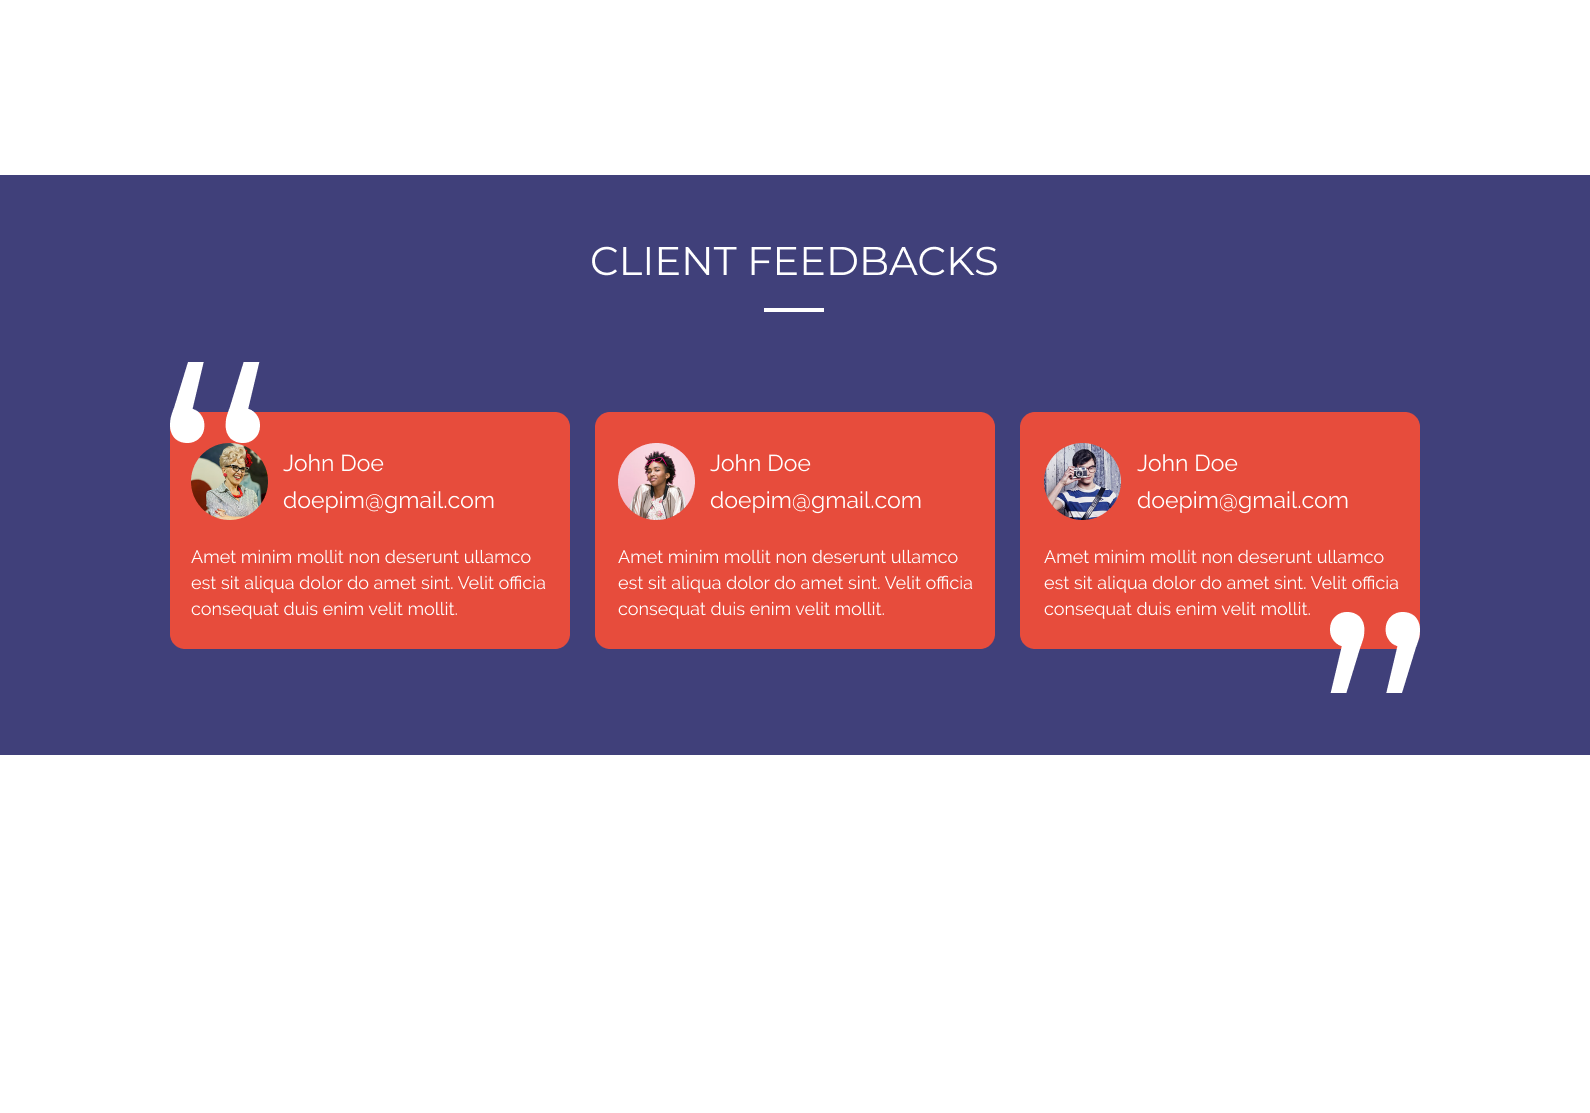 CLIENT FEEDBACKS
“
John Doe
doepim@gmail.com
Amet minim mollit non deserunt ullamco
est sit aliqua dolor do amet sint. Velit officia
consequat duis enim velit mollit.
John Doe
doepim@gmail.com
Amet minim mollit non deserunt ullamco
est sit aliqua dolor do amet sint. Velit officia
consequat duis enim velit mollit.
John Doe
doepim@gmail.com
Amet minim mollit non deserunt ullamco
est sit aliqua dolor do amet sint. Velit officia
consequat duis enim velit mollit.
”